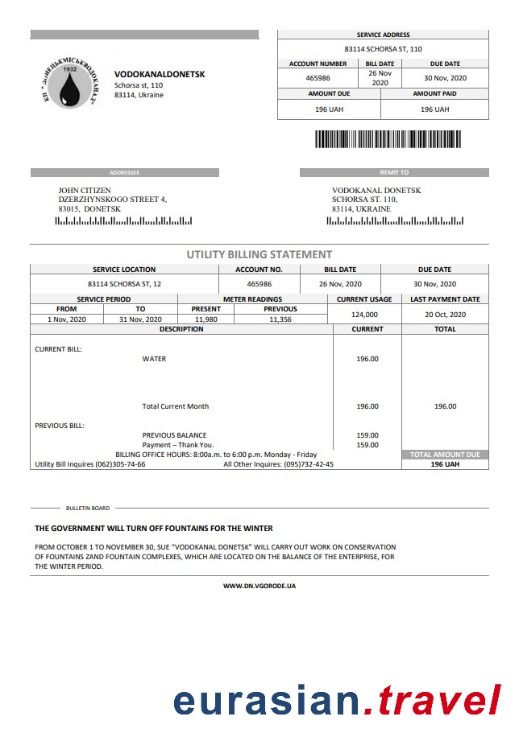 SERVICE ADDRESS
83114 SCHORSA ST, 110
ACCOUNT NUMBER BILL DATE DUE DATE
465986 26 Nov 2020 30 Nov, 2020
AMOUNT DUE AMOUNT PAID
196 UAH 196 UAH
1932
VODOKANALDONETSK
Schorsa st, 110
83114, Ukraine
ADDRESSEE
JOHN CITIZEN
DZERZHYNSKOGO STREET 4,
83015, DONETSK
REMIT TO
VODOKANAL DONETSK
SCHORSA ST. 110,
83114, UKRAINE
UTILITY BILLING STATEMENT
SERVICE LOCATION ACCOUNT NO. BILL DATE DUE DATE
83114 SCHORSA ST, 12 465986 26 Nov, 2020 30 Nov, 2020
SERVICE PERIOD METER READINGS CURRENT USAGE LAST PAYMENT DATE
FROM TO PRESENT PREVIOUS 124,000 20 Oct, 2020
1 Nov, 2020 31 Nov, 2020 11,980 11,356
DESCRIPTION CURRENT TOTAL
CURRENT BILL:
WATER 196.00
Total Current Month 196.00 196.00
PREVIOUS BILL:
PREVIOUS BALANCE 159.00
Payment – Thank You. 159.00
BILLING OFFICE HOURS: 8:00a.m. to 6:00 p.m. Monday - Friday TOTAL AMOUNT DUE
Utility Bill Inquires (062)305-74-66 All Other Inquires: (095)732-42-45 196 UAH
BULLETIN BOARD
THE GOVERNMENT WILL TURN OFF FOUNTAINS FOR THE WINTER
FROM OCTOBER 1 TO NOVEMBER 30, SUE "VODOKANAL DONETSK" WILL CARRY OUT WORK ON CONSERVATION
OF FOUNTAINS ZAND FOUNTAIN COMPLEXES, WHICH ARE LOCATED ON THE BALANCE OF THE ENTERPRISE, FOR
THE WINTER PERIOD.
WWW.DN.VGORODE.UA
eurasian.travel